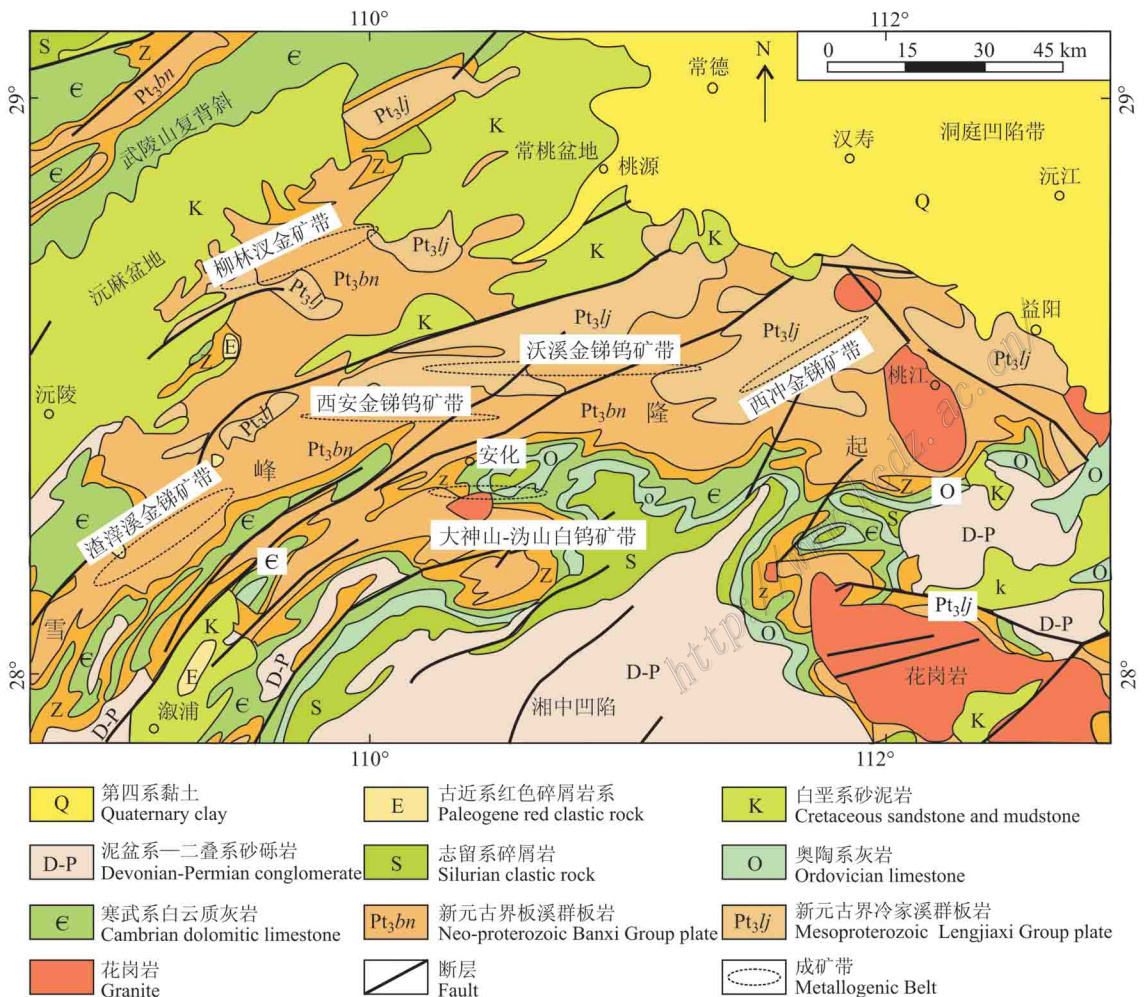 110°
112°
S
Z
Є
Pt₃bn
Є
Pt₃lj
N
常德
0 15 30 45 km
29°
29°
武陵山复背斜
K
常桃盆地
桃源
汉寿
洞庭凹陷带
沅江
Q
Є
Z
K
柳林汊金矿带
Pt₃lj
K
K
沅麻盆地
Pt₃bn
Pt₃lj
K
Pt₃lj
Pt₃lj
益阳
Z
E
沃溪金锑钨矿带
西冲金锑矿带
Pt₃lj
桃江
沅陵
西安金锑钨矿带
Pt₃lj
Pt₃bn
隆
Pt₃bn
峰
安化
O
起
渣滓溪金锑矿带
Z
O
Є
Z
O
O
O
K
S
Є
Є
大神山-沩山白钨矿带
D-P
Є
S
Z
Z
k
O
Pt₃lj
D-P
雪
K
O
Є
E
D-P
D-P
花岗岩
28°
28°
Z
D-P
溆浦
Є
S
湘中凹陷
K
110°
112°
http://www.hcdz.ac.cn/
Q
第四系黏土
Quaternary clay
E
古近系红色碎屑岩系
Paleogene red clastic rock
K
白垩系砂泥岩
Cretaceous sandstone and mudstone
D-P
泥盆系—二叠系砂砾岩
Devonian-Permian conglomerate
S
志留系碎屑岩
Silurian clastic rock
O
奥陶系灰岩
Ordovician limestone
Є
寒武系白云质灰岩
Cambrian dolomitic limestone
Pt₃bn
新元古界板溪群板岩
Neo-proterozoic Banxi Group plate
Pt₃lj
新元古界冷家溪群板岩
Mesoproterozoic Lengjiaxi Group plate
花岗岩
Granite
断层
Fault
成矿带
Metallogenic Belt